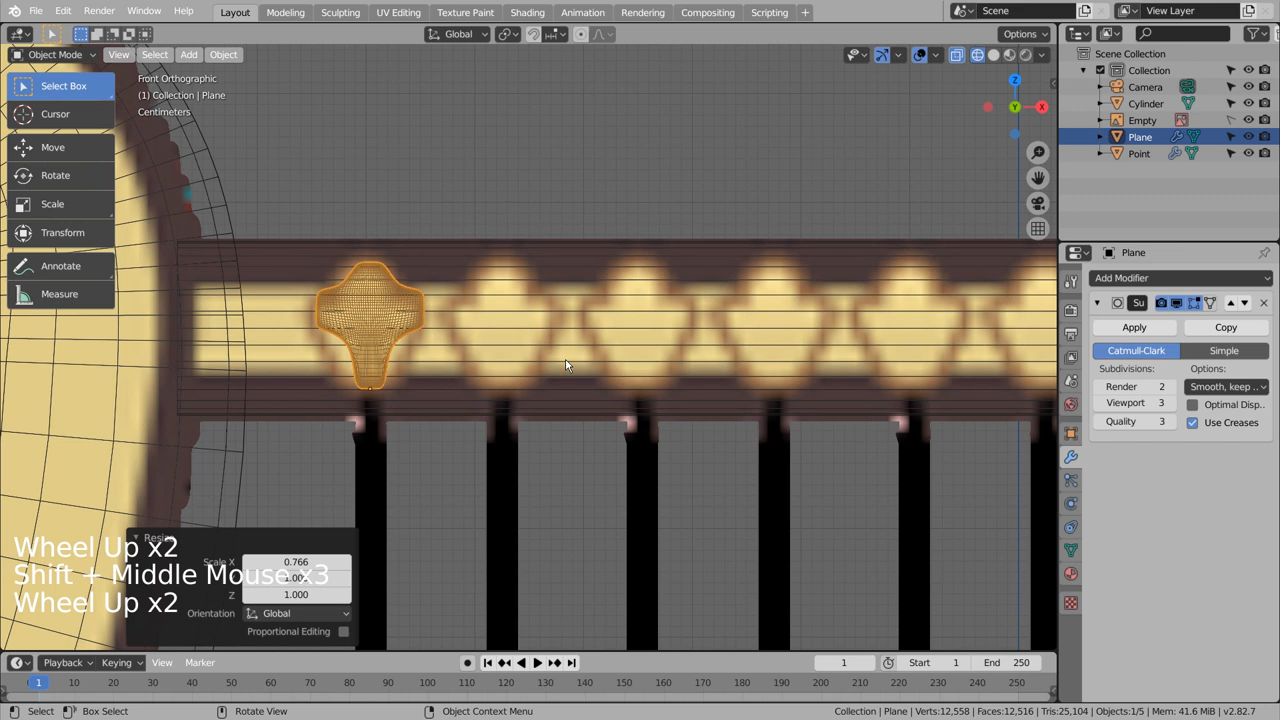 File Edit Render Window Help
Layout Modeling Sculpting UV Editing Texture Paint Shading Animation Rendering Compositing Scripting +
Scene
View Layer
Global
Options
Object Mode View Select Add Object
Select Box
Cursor
Move
Rotate
Scale
Transform
Annotate
Measure
Front Orthographic
(1) Collection | Plane
Centimeters
Z
Y
X
Scene Collection
Collection
Camera
Cylinder
Empty
Plane
Point
Plane
Add Modifier
Su
Apply Copy
Catmull-Clark Simple
Subdivisions: Options:
Render 2 Smooth, keep ..
Viewport 3 Optimal Disp..
Quality 3 Use Creases
Resize
Scale X 0.766
Z 1.000
Orientation Global
Proportional Editing
Wheel Up x2
Shift + Middle Mouse x3
Wheel Up x2
Playback Keying View Marker
1 Start 1 End 250
1 10 20 30 40 50 60 70 80 90 100 110 120 130 140 150 160 170 180 190 200 210 220 230 240 250
Select Box Select Rotate View Object Context Menu
Collection | Plane | Verts:12,558 | Faces:12,516 | Tris:25,104 | Objects:1/5 | Mem: 41.6 MiB | v2.82.7